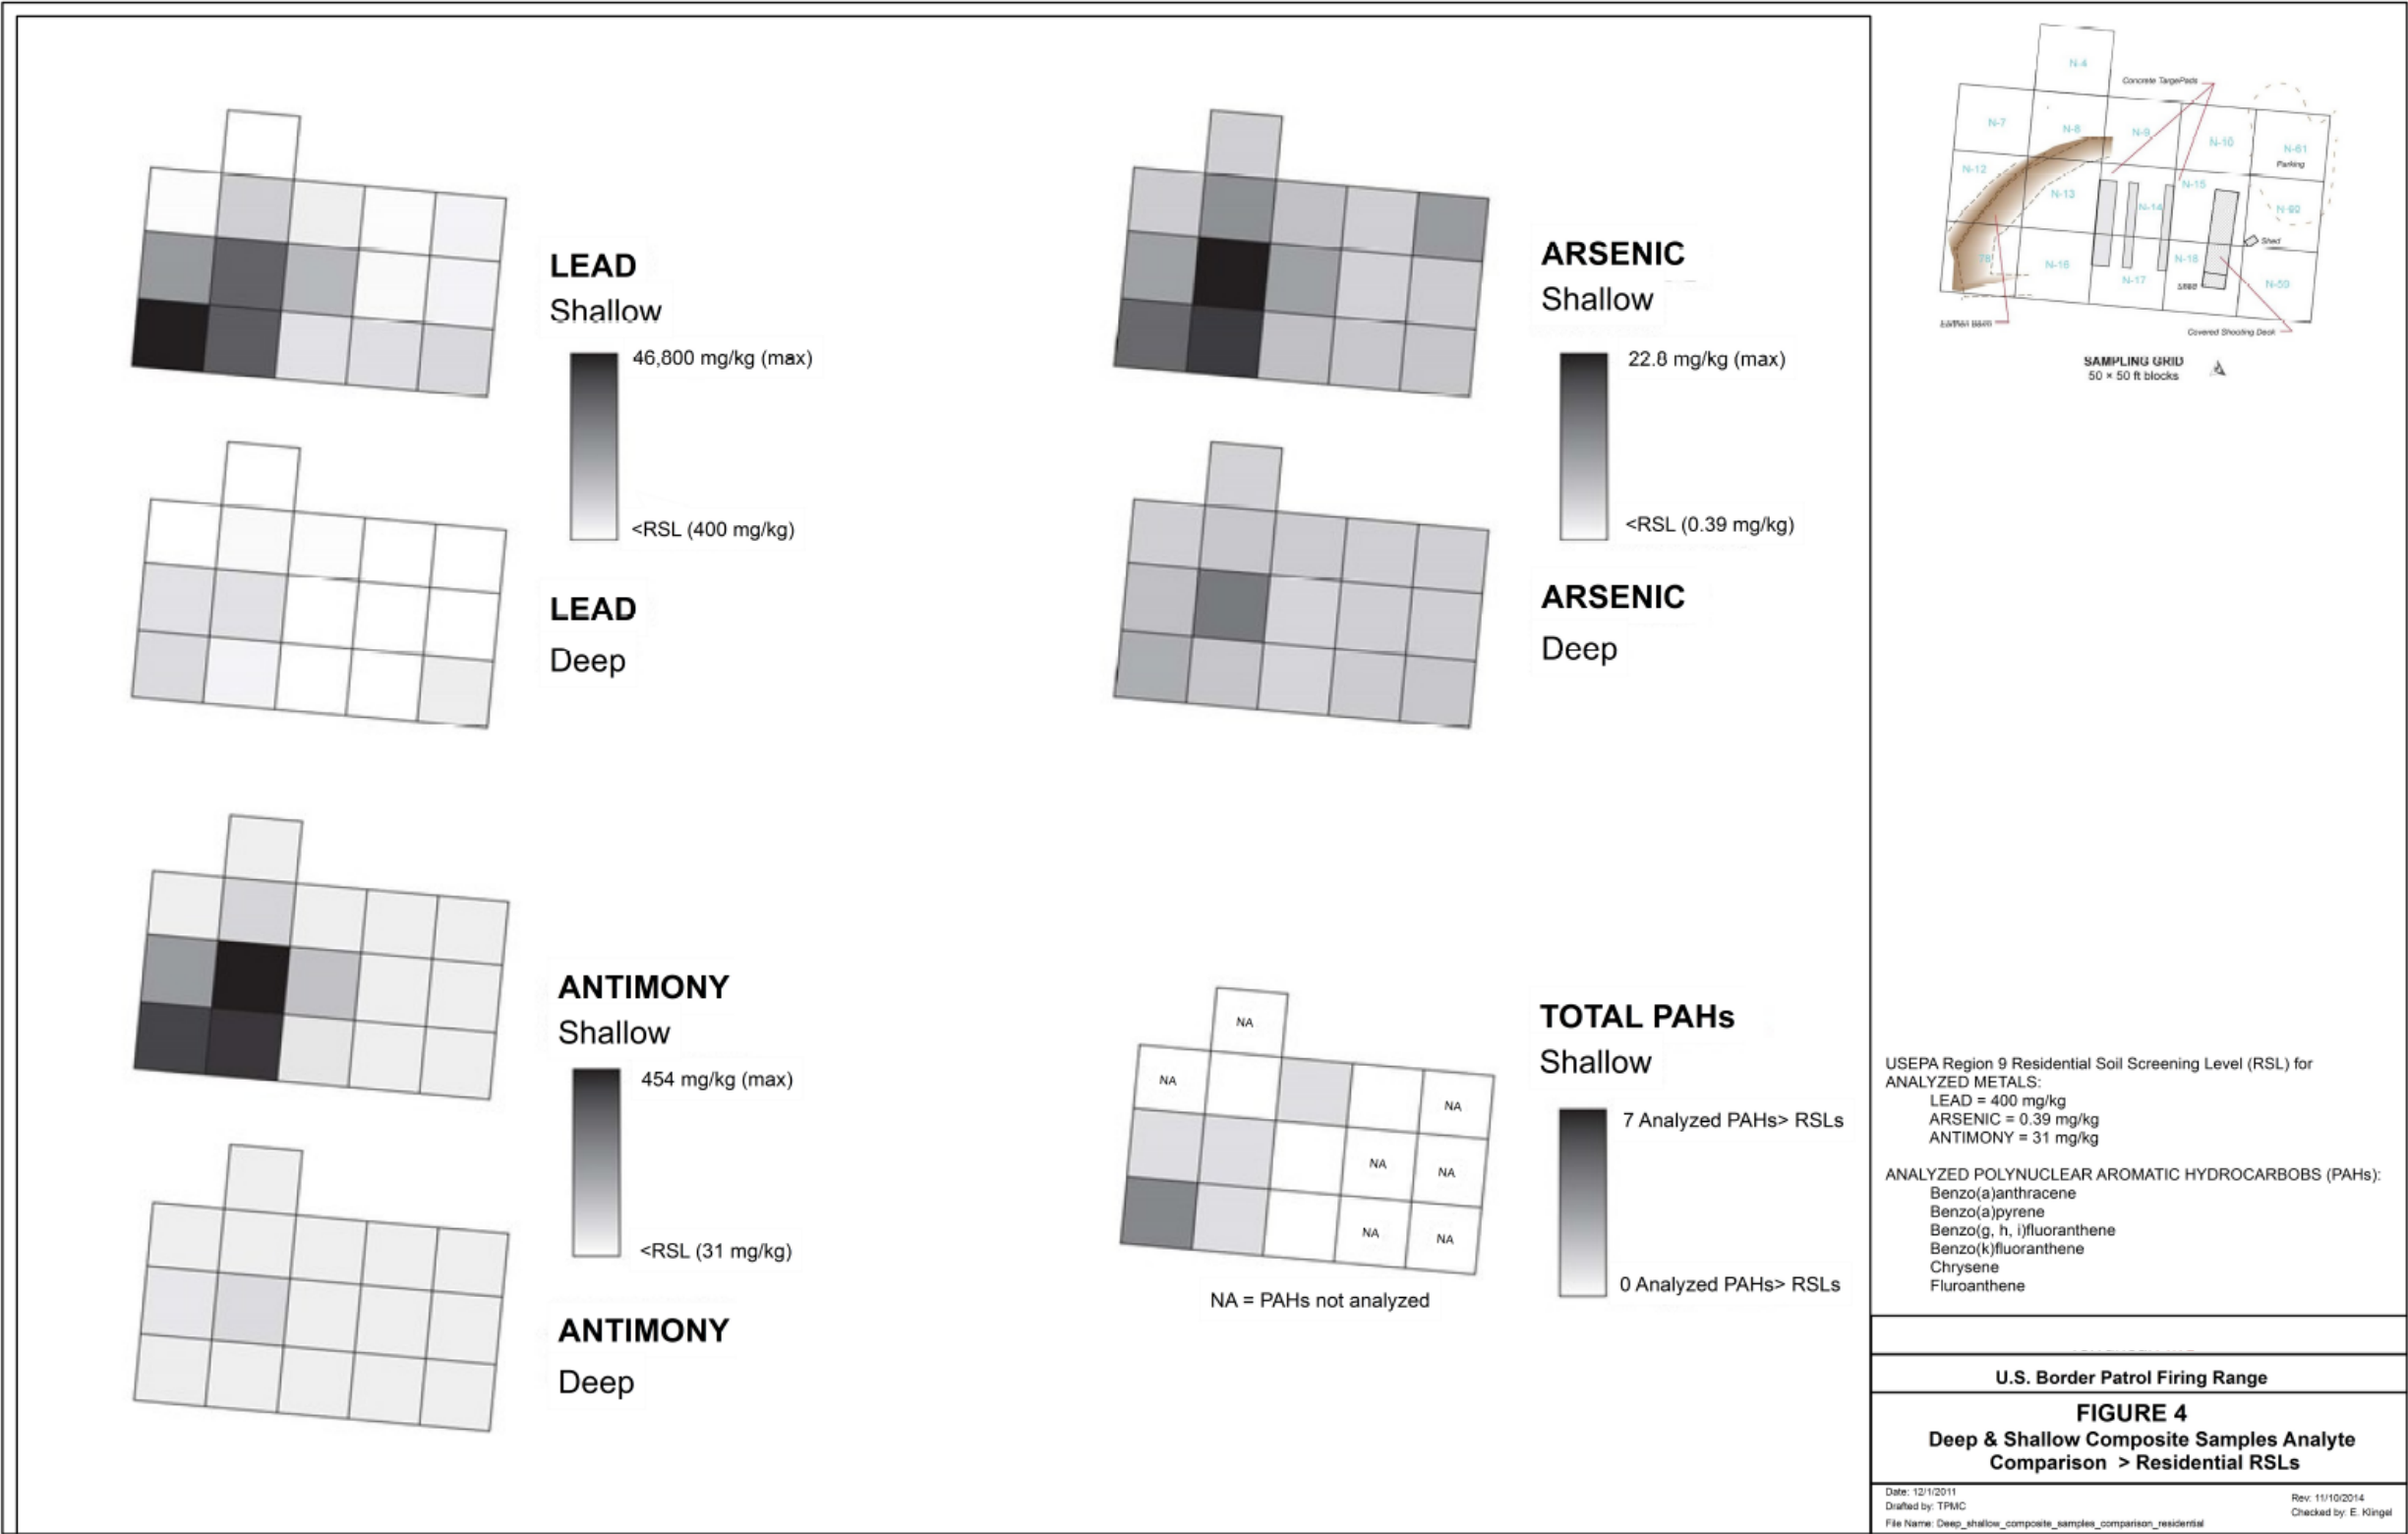 LEAD
Shallow
46,800 mg/kg (max)
<RSL (400 mg/kg)
LEAD
Deep
ANTIMONY
Shallow
454 mg/kg (max)
<RSL (31 mg/kg)
ANTIMONY
Deep
ARSENIC
Shallow
22.8 mg/kg (max)
<RSL (0.39 mg/kg)
ARSENIC
Deep
NA
NA
NA
NA
NA
NA
NA
NA = PAHs not analyzed
TOTAL PAHs
Shallow
7 Analyzed PAHs> RSLs
0 Analyzed PAHs> RSLs
N-4
Concrete TargePads
N-7
N-8
N-9
N-10
N-61
Parking
N-12
N-13
N-14
N-15
Shed
78
N-16
N-17
N-18
N-59
Covered Shooting Deck
SAMPLING GRID
50 × 50 ft blocks
USEPA Region 9 Residential Soil Screening Level (RSL) for
ANALYZED METALS:
LEAD = 400 mg/kg
ARSENIC = 0.39 mg/kg
ANTIMONY = 31 mg/kg
ANALYZED POLYNUCLEAR AROMATIC HYDROCARBOBS (PAHs):
Benzo(a)anthracene
Benzo(a)pyrene
Benzo(g, h, i)fluoranthene
Benzo(k)fluoranthene
Chrysene
Fluroanthene
U.S. Border Patrol Firing Range
FIGURE 4
Deep & Shallow Composite Samples Analyte
Comparison > Residential RSLs
Date: 12/1/2011
Drafted by: TPMC
File Name: Deep_shallow_composite_samples_comparison_residential
Rev: 11/10/2014
Checked by: E. Klingel